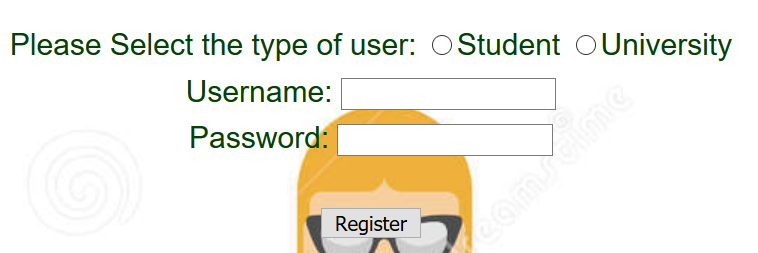 Please Select the type of user: Student University
Username:
Password:
Register